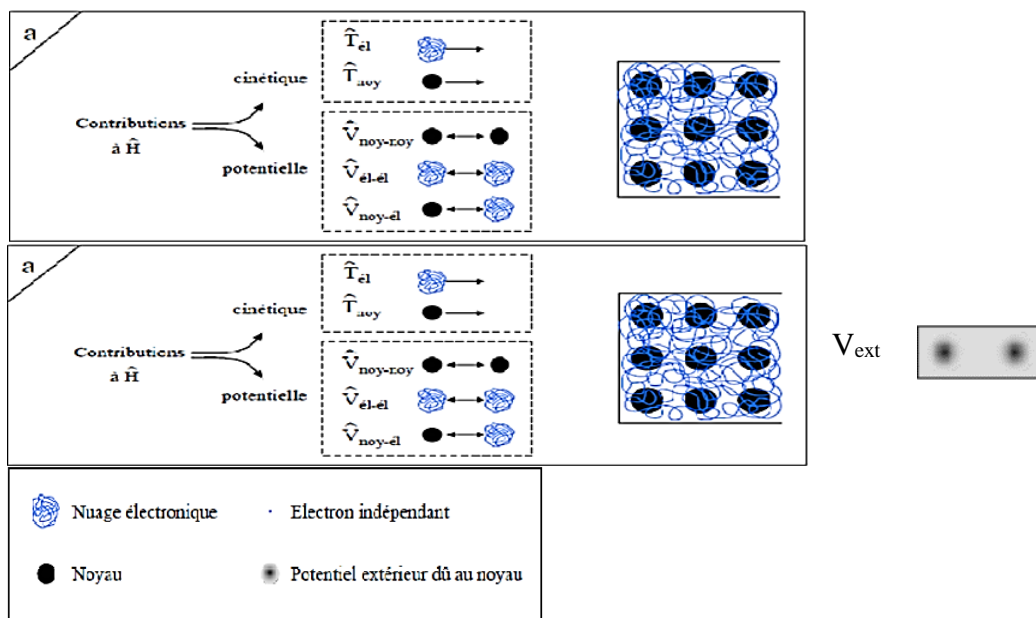 a
T̂él
T̂noy
cinétique
Contributions
à Ĥ
potentielle
V̂noy-noy
V̂él-él
V̂noy-él
a
T̂él
T̂noy
cinétique
Contributions
à Ĥ
potentielle
V̂noy-noy
V̂él-él
V̂noy-él
Vext
Nuage électronique
Electron indépendant
Noyau
Potentiel extérieur dû au noyau